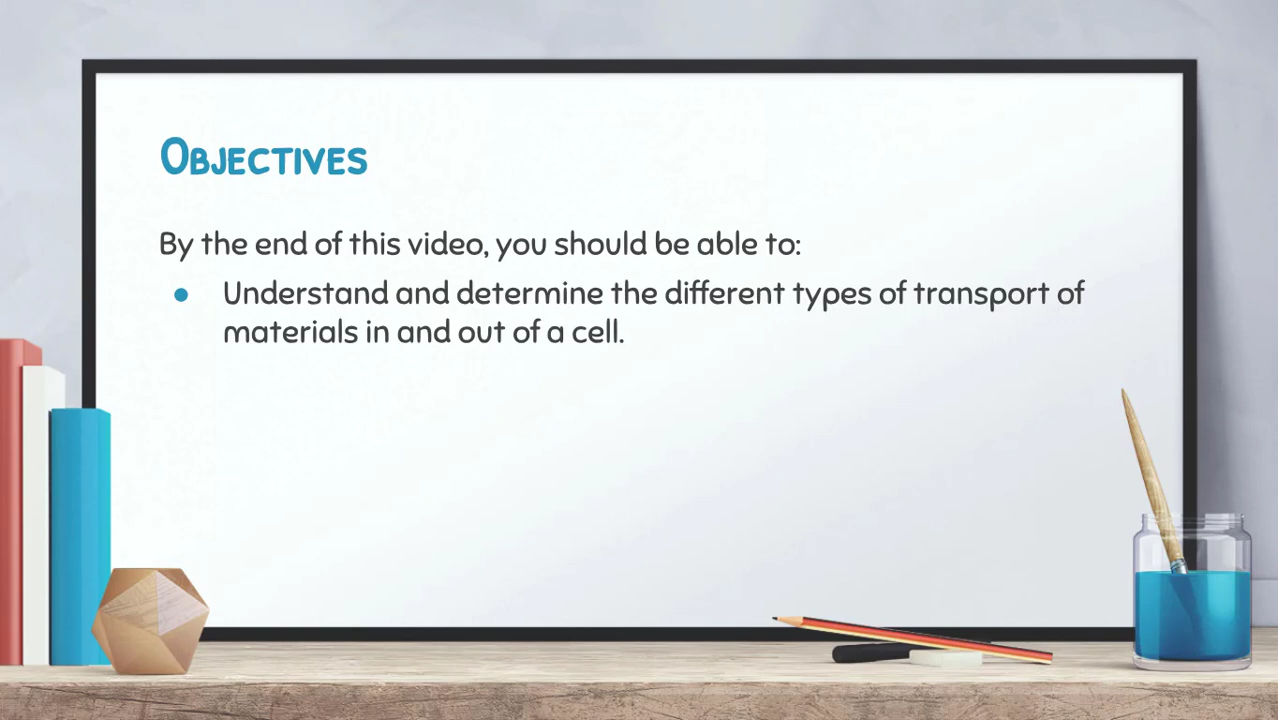 Objectives
By the end of this video, you should be able to:
● Understand and determine the different types of transport of
materials in and out of a cell.